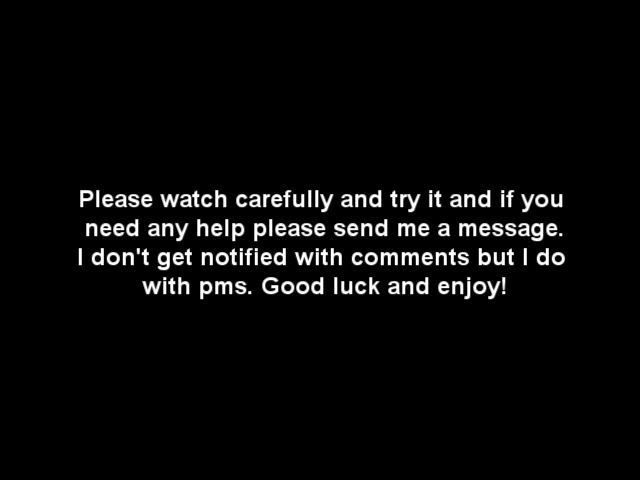 Please watch carefully and try it and if you
need any help please send me a message.
I don't get notified with comments but I do
with pms. Good luck and enjoy!